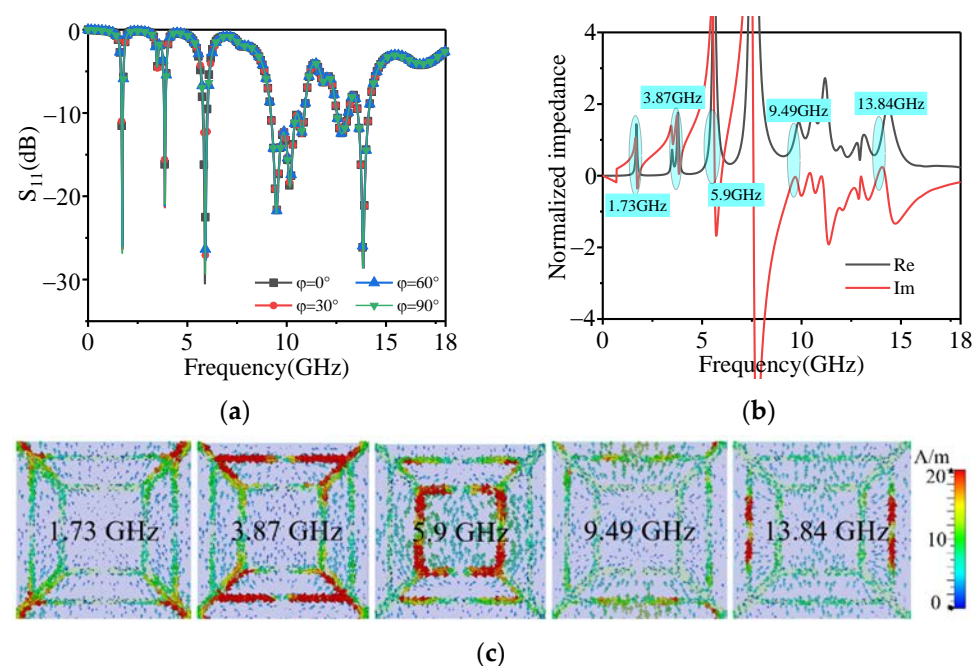 0
−10
−20
−30
S11(dB)
φ=0°
φ=60°
φ=30°
φ=90°
0
5
10
15
18
Frequency(GHz)
(a)
4
2
0
−2
−4
Normalized impedance
3.87GHz
9.49GHz
13.84GHz
1.73GHz
5.9GHz
Re
Im
0
5
10
15
18
Frequency(GHz)
(b)
1.73 GHz
3.87 GHz
5.9 GHz
9.49 GHz
13.84 GHz
A/m
20
10
0
(c)